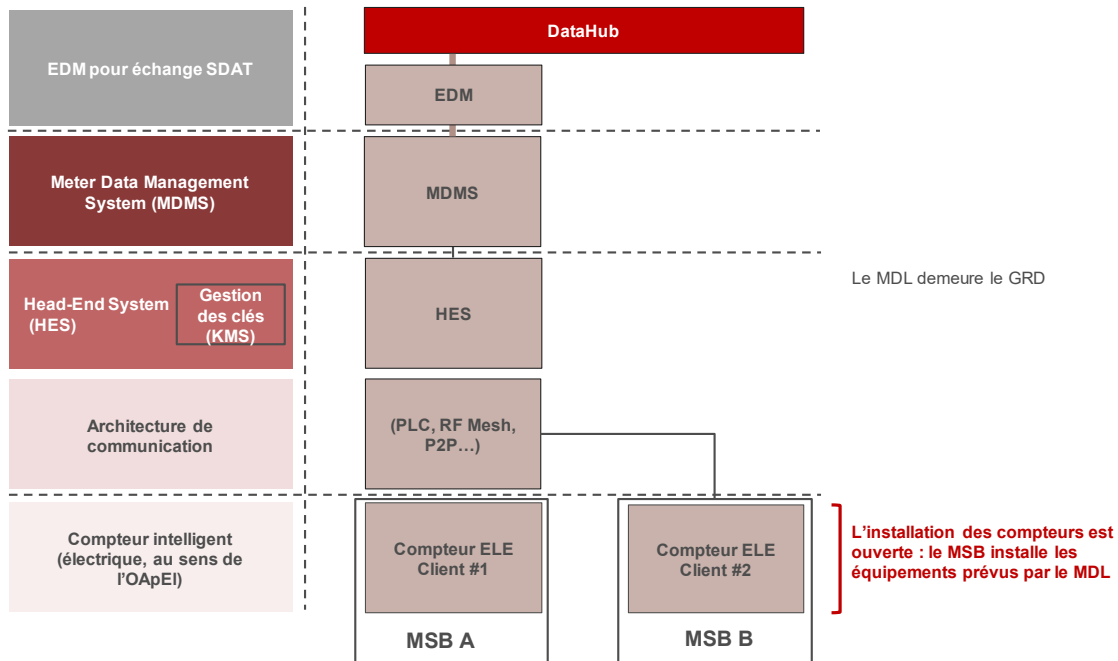 DataHub
EDM pour échange SDAT
EDM
Meter Data Management
System (MDMS)
MDMS
Head-End System
(HES)
Gestion
des clés
(KMS)
HES
Le MDL demeure le GRD
Architecture de
communication
(PLC, RF Mesh,
P2P…)
Compteur intelligent
(électrique, au sens de
l’OApEl)
Compteur ELE
Client #1
Compteur ELE
Client #2
L’installation des compteurs est
ouverte : le MSB installe les
équipements prévus par le MDL
MSB A
MSB B